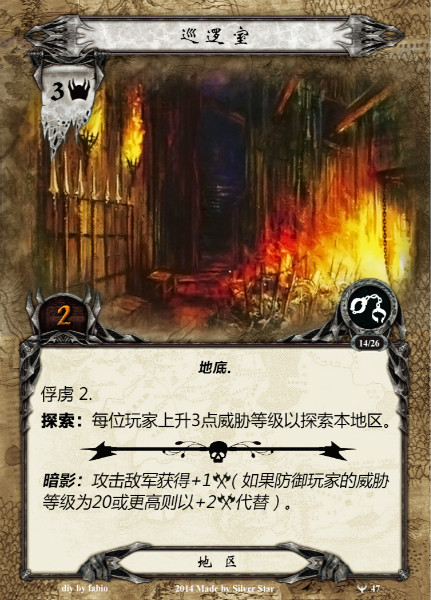 巡逻室
3
2
14/26
地底.
俘虏 2.
探索：每位玩家上升3点威胁等级以探索本地区。
暗影：攻击敌军获得+1（如果防御玩家的威胁
等级为20或更高则以+2代替）。
地 区
diy by fabio
2014 Made by Silver Star
47